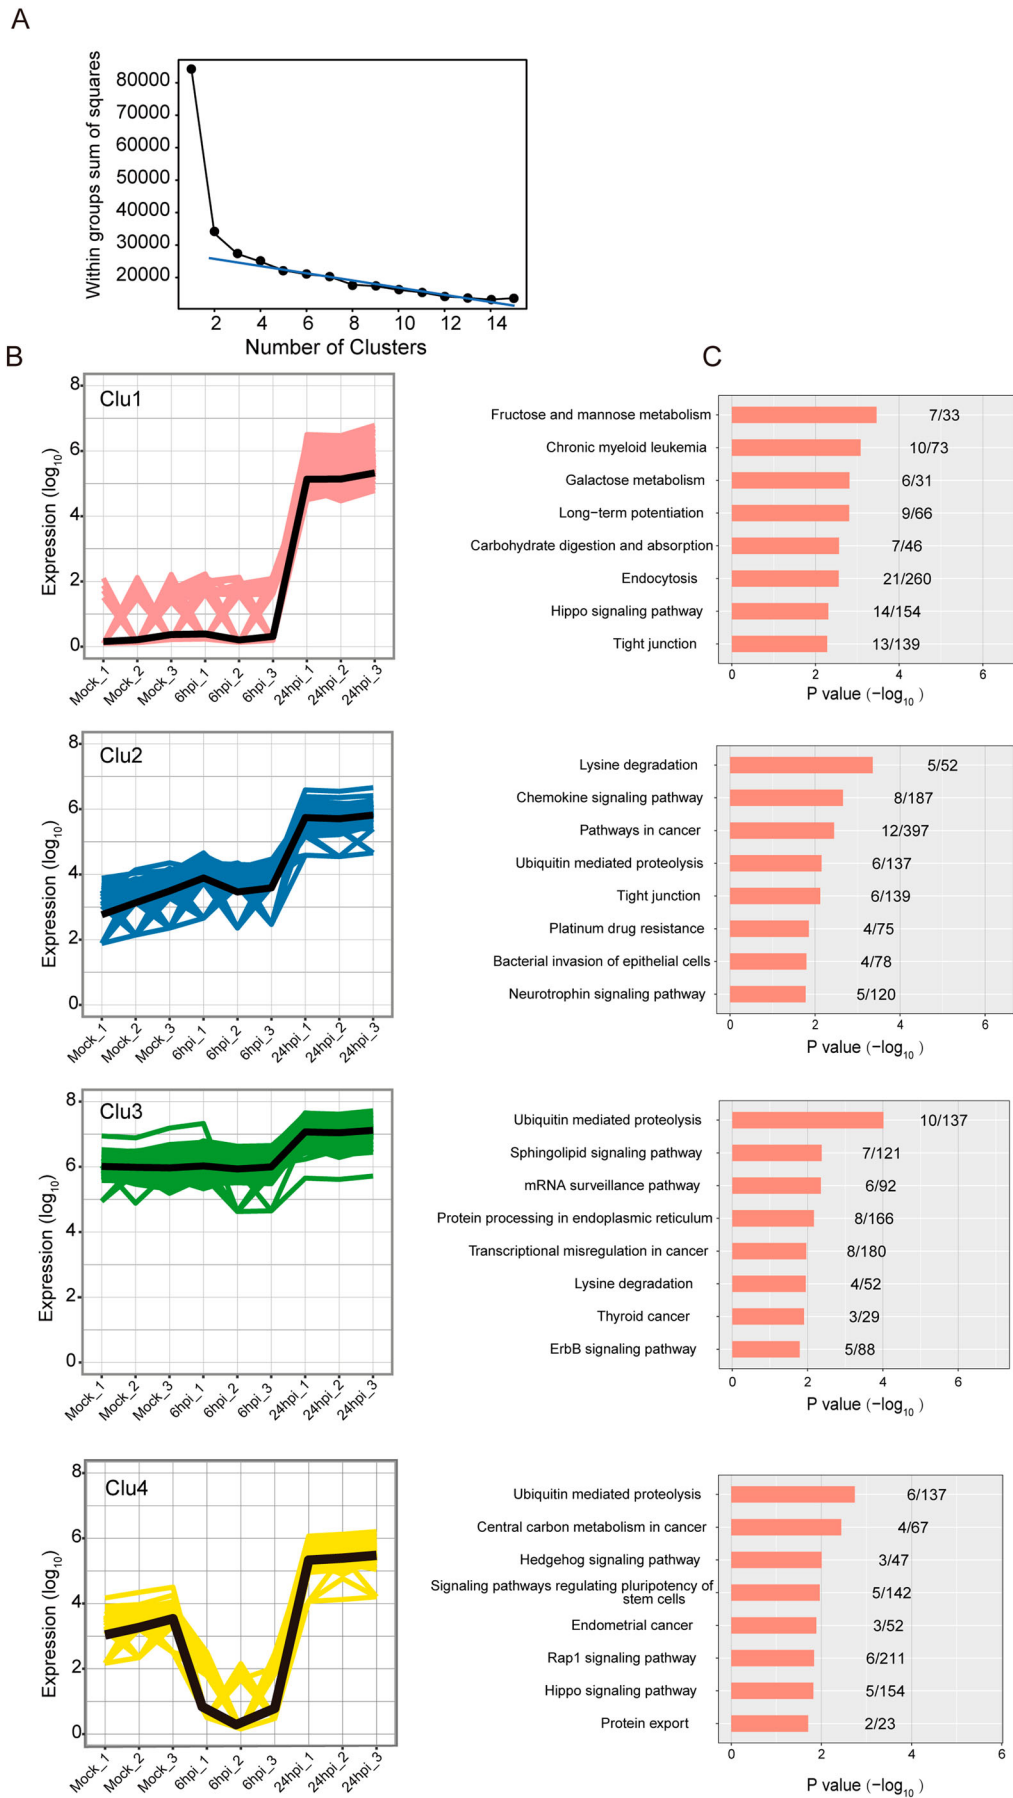 A
Within groups sum of squares
80000
70000
60000
50000
40000
30000
20000
2 4 6 8 10 12 14
Number of Clusters
B
Clu1
Expression (log10)
8
6
4
2
0
Mock_1 Mock_2 Mock_3 6hpi_1 6hpi_2 6hpi_3 24hpi_1 24hpi_2 24hpi_3
Clu2
Expression (log10)
8
6
4
2
0
Mock_1 Mock_2 Mock_3 6hpi_1 6hpi_2 6hpi_3 24hpi_1 24hpi_2 24hpi_3
Clu3
Expression (log10)
8
6
4
2
0
Mock_1 Mock_2 Mock_3 6hpi_1 6hpi_2 6hpi_3 24hpi_1 24hpi_2 24hpi_3
Clu4
Expression (log10)
8
6
4
2
0
Mock_1 Mock_2 Mock_3 6hpi_1 6hpi_2 6hpi_3 24hpi_1 24hpi_2 24hpi_3
C
Fructose and mannose metabolism 7/33
Chronic myeloid leukemia 10/73
Galactose metabolism 6/31
Long−term potentiation 9/66
Carbohydrate digestion and absorption 7/46
Endocytosis 21/260
Hippo signaling pathway 14/154
Tight junction 13/139
0 2 4 6
P value (−log10)
Lysine degradation 5/52
Chemokine signaling pathway 8/187
Pathways in cancer 12/397
Ubiquitin mediated proteolysis 6/137
Tight junction 6/139
Platinum drug resistance 4/75
Bacterial invasion of epithelial cells 4/78
Neurotrophin signaling pathway 5/120
0 2 4 6
P value (−log10)
Ubiquitin mediated proteolysis 10/137
Sphingolipid signaling pathway 7/121
mRNA surveillance pathway 6/92
Protein processing in endoplasmic reticulum 8/166
Transcriptional misregulation in cancer 8/180
Lysine degradation 4/52
Thyroid cancer 3/29
ErbB signaling pathway 5/88
0 2 4 6
P value (−log10)
Ubiquitin mediated proteolysis 6/137
Central carbon metabolism in cancer 4/67
Hedgehog signaling pathway 3/47
Signaling pathways regulating pluripotency of
stem cells 5/142
Endometrial cancer 3/52
Rap1 signaling pathway 6/211
Hippo signaling pathway 5/154
Protein export 2/23
0 2 4 6
P value (−log10)